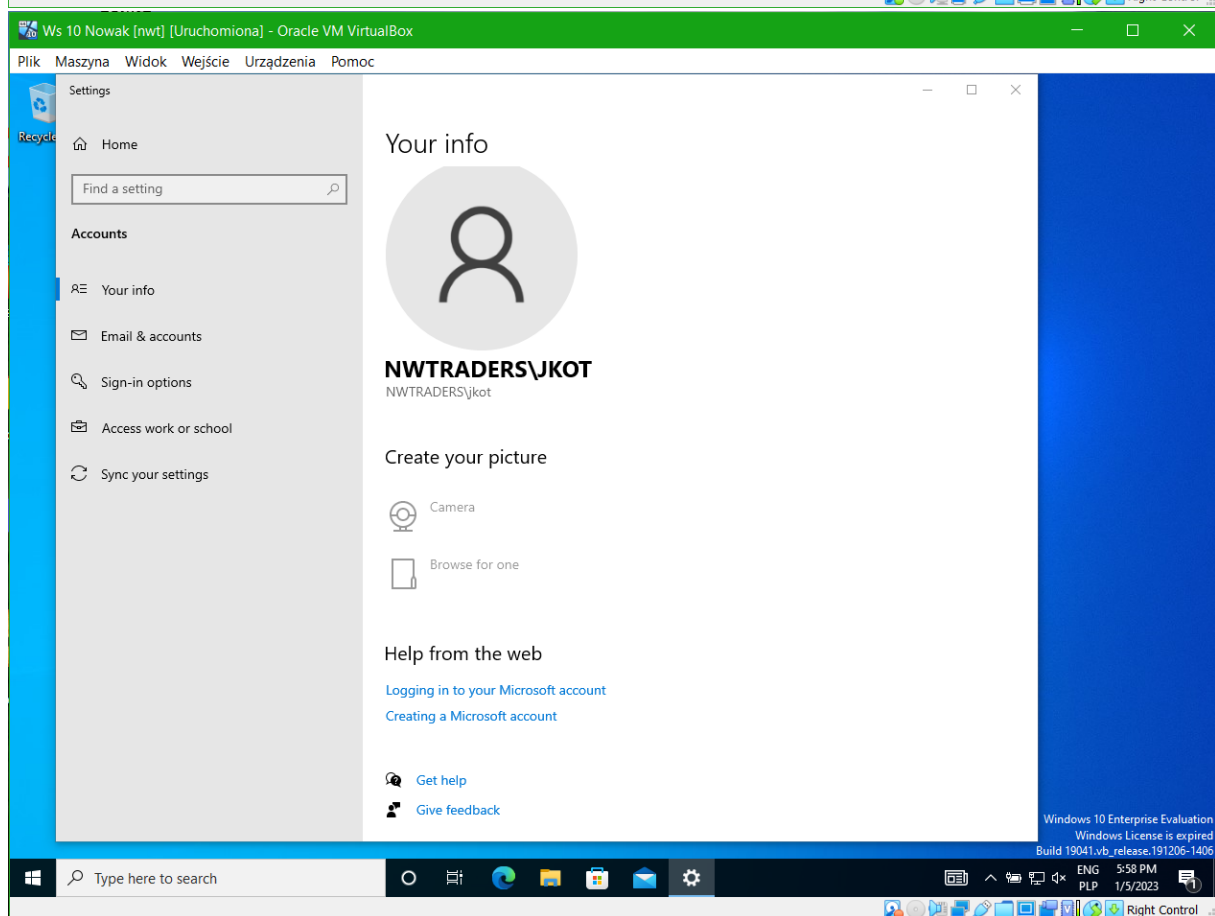 Ws 10 Nowak [nwt] [Uruchomiona] - Oracle VM VirtualBox
Plik Maszyna Widok Wejście Urządzenia Pomoc
Settings
Home
Find a setting
Accounts
Your info
Email & accounts
Sign-in options
Access work or school
Sync your settings
Your info
NWTRADERS\JKOT
NWTRADERS\jkot
Create your picture
Camera
Browse for one
Help from the web
Logging in to your Microsoft account
Creating a Microsoft account
Get help
Give feedback
Recycle
Windows 10 Enterprise Evaluation
Windows License is expired
Build 19041.vb_release.191206-1406
Type here to search
ENG 5:58 PM
PLP 1/5/2023
1
Right Control